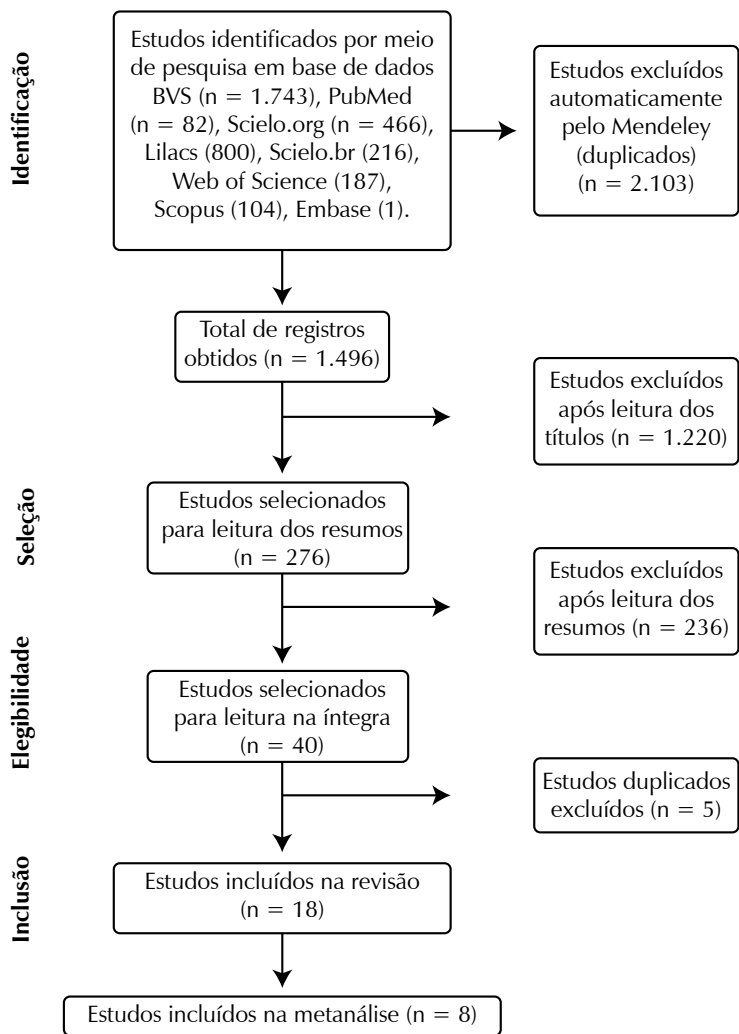 Identificação
Estudos identificados por meio
de pesquisa em base de dados
BVS (n = 1.743), PubMed
(n = 82), Scielo.org (n = 466),
Lilacs (800), Scielo.br (216),
Web of Science (187),
Scopus (104), Embase (1).
Estudos excluídos
automaticamente
pelo Mendeley
(duplicados)
(n = 2.103)
Total de registros
obtidos (n = 1.496)
Estudos excluídos
após leitura dos
títulos (n = 1.220)
Seleção
Estudos selecionados
para leitura dos resumos
(n = 276)
Estudos excluídos
após leitura dos
resumos (n = 236)
Elegibilidade
Estudos selecionados
para leitura na íntegra
(n = 40)
Estudos duplicados
excluídos (n = 5)
Inclusão
Estudos incluídos na revisão
(n = 18)
Estudos incluídos na metanálise (n = 8)